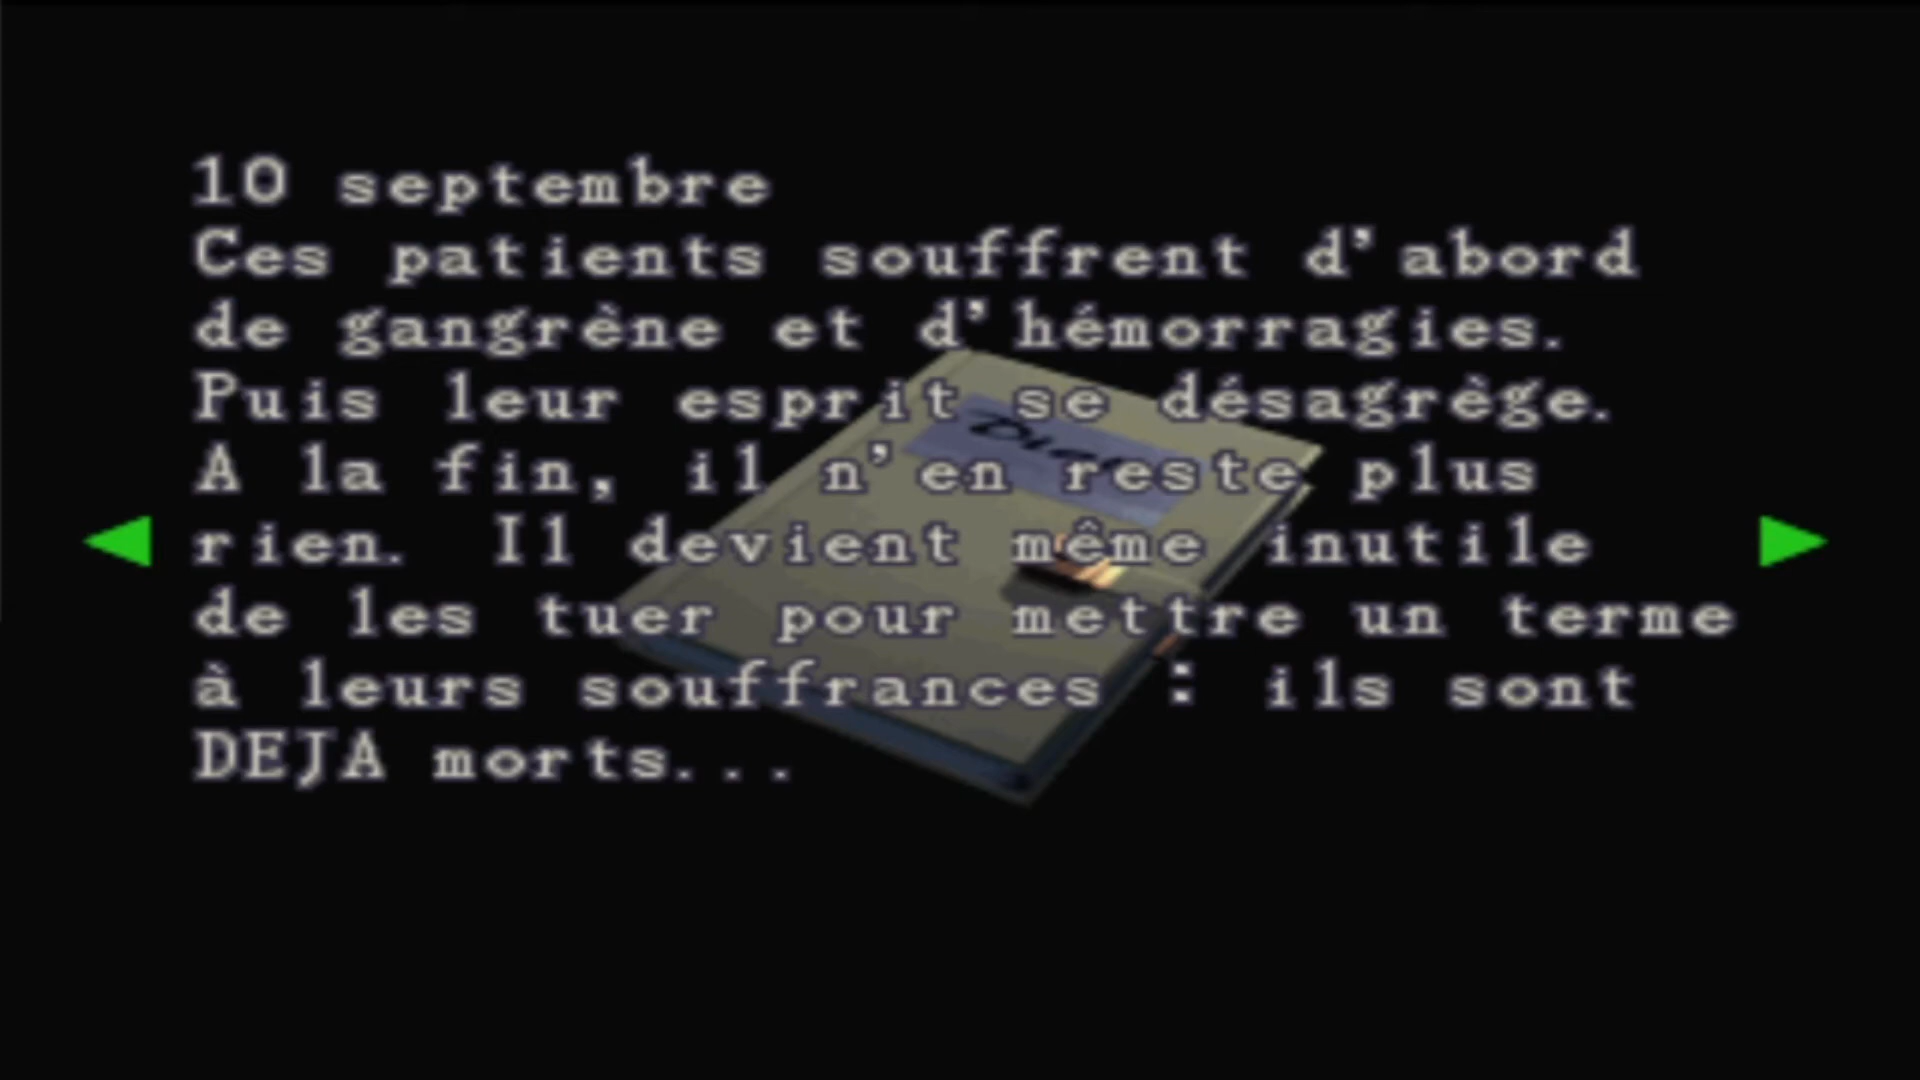 10 septembre
Ces patients souffrent d'abord
de gangrène et d'hémorragies.
Puis leur esprit se désagrège.
A la fin, il n'en reste plus
rien. Il devient même inutile
de les tuer pour mettre un terme
à leurs souffrances : ils sont
DEJA morts...